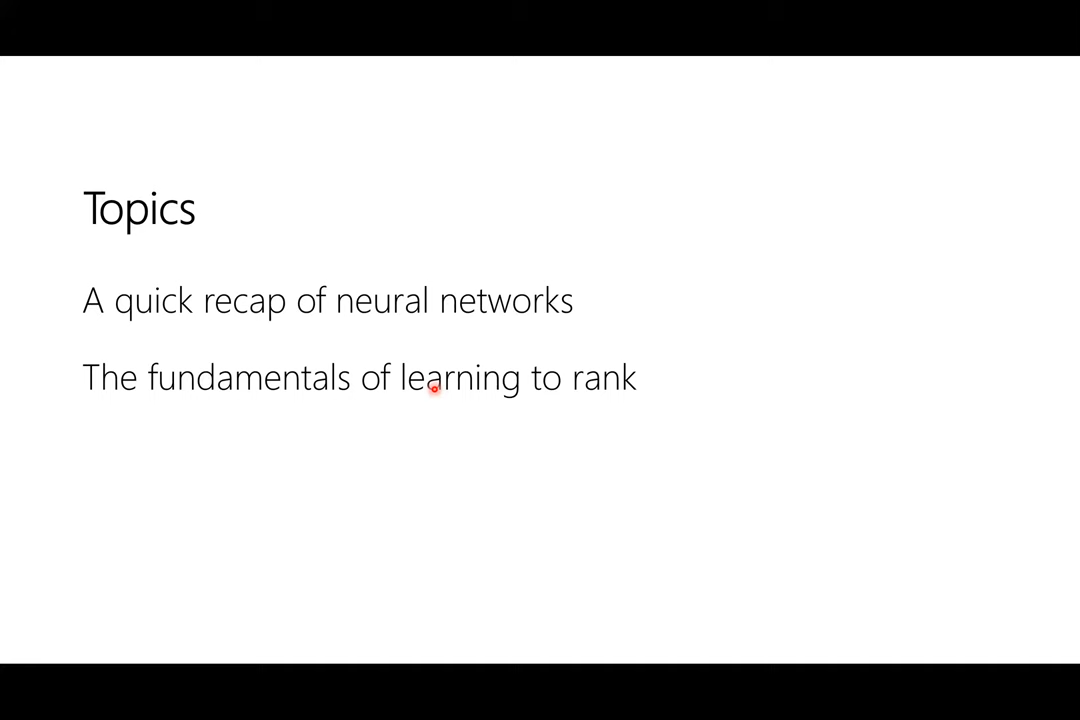 Topics
A quick recap of neural networks
The fundamentals of learning to rank